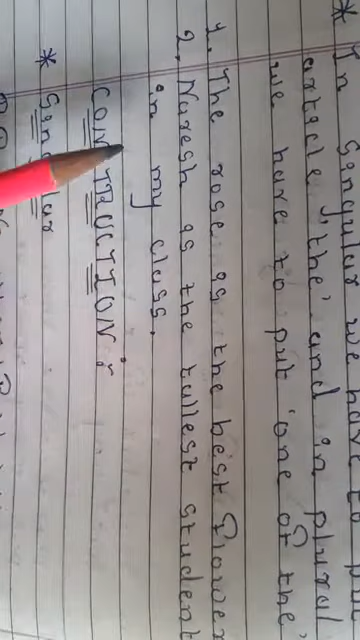 * In singular we have to put
article 'the' and in plural
we have to put 'one of the'
1. The rose is the best flower
2. Naresh is the tallest student
in my class.
CONSTRUCTION :
* Singular